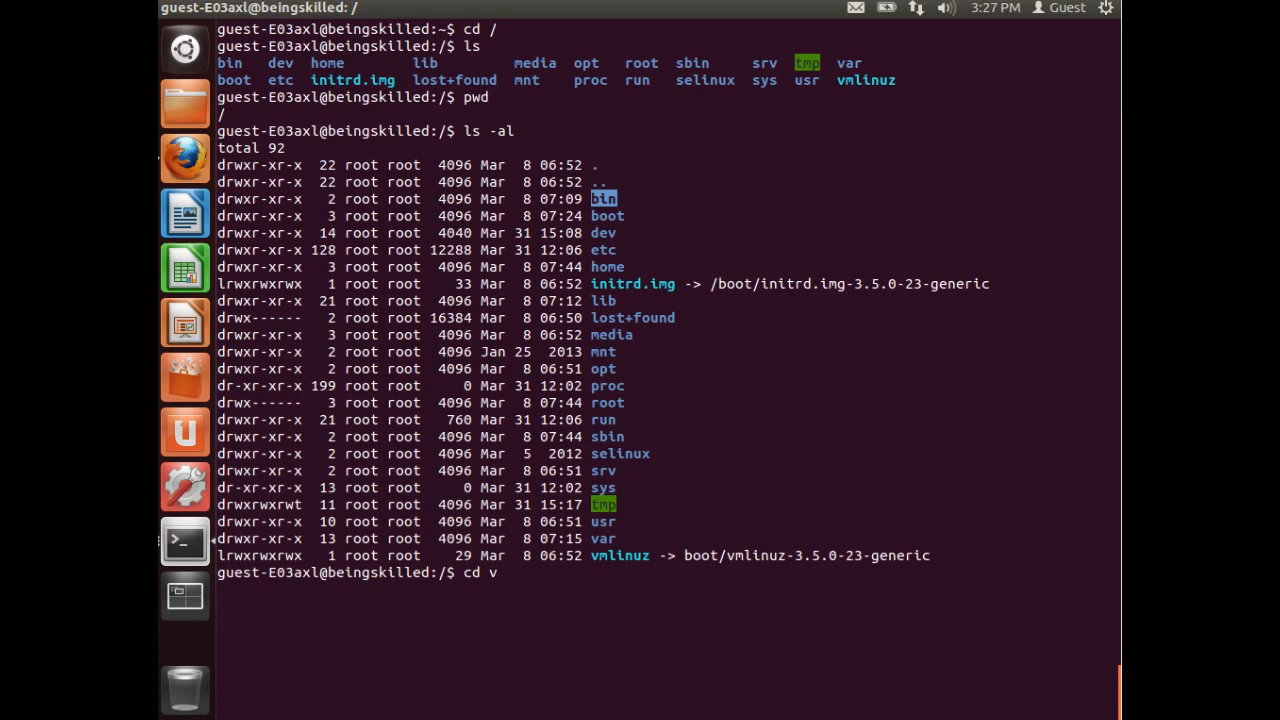 guest-E03axl@beingskilled: /
3:27 PM Guest
guest-E03axl@beingskilled:~$ cd /
guest-E03axl@beingskilled:/$ ls
bin dev home lib media opt root sbin srv tmp var
boot etc initrd.img lost+found mnt proc run selinux sys usr vmlinuz
guest-E03axl@beingskilled:/$ pwd
/
guest-E03axl@beingskilled:/$ ls -al
total 92
drwxr-xr-x 22 root root 4096 Mar 8 06:52 .
drwxr-xr-x 22 root root 4096 Mar 8 06:52 ..
drwxr-xr-x 2 root root 4096 Mar 8 07:09 bin
drwxr-xr-x 3 root root 4096 Mar 8 07:24 boot
drwxr-xr-x 14 root root 4040 Mar 31 15:08 dev
drwxr-xr-x 128 root root 12288 Mar 31 12:06 etc
drwxr-xr-x 3 root root 4096 Mar 8 07:44 home
lrwxrwxrwx 1 root root 33 Mar 8 06:52 initrd.img -> /boot/initrd.img-3.5.0-23-generic
drwxr-xr-x 21 root root 4096 Mar 8 07:12 lib
drwx------ 2 root root 16384 Mar 8 06:50 lost+found
drwxr-xr-x 3 root root 4096 Mar 8 06:52 media
drwxr-xr-x 2 root root 4096 Jan 25 2013 mnt
drwxr-xr-x 2 root root 4096 Mar 8 06:51 opt
dr-xr-xr-x 199 root root 0 Mar 31 12:02 proc
drwx------ 3 root root 4096 Mar 8 07:44 root
drwxr-xr-x 21 root root 760 Mar 31 12:06 run
drwxr-xr-x 2 root root 4096 Mar 8 07:44 sbin
drwxr-xr-x 2 root root 4096 Mar 5 2012 selinux
drwxr-xr-x 2 root root 4096 Mar 8 06:51 srv
dr-xr-xr-x 13 root root 0 Mar 31 12:02 sys
drwxrwxrwt 11 root root 4096 Mar 31 15:17 tmp
drwxr-xr-x 10 root root 4096 Mar 8 06:51 usr
drwxr-xr-x 13 root root 4096 Mar 8 07:15 var
lrwxrwxrwx 1 root root 29 Mar 8 06:52 vmlinuz -> boot/vmlinuz-3.5.0-23-generic
guest-E03axl@beingskilled:/$ cd v